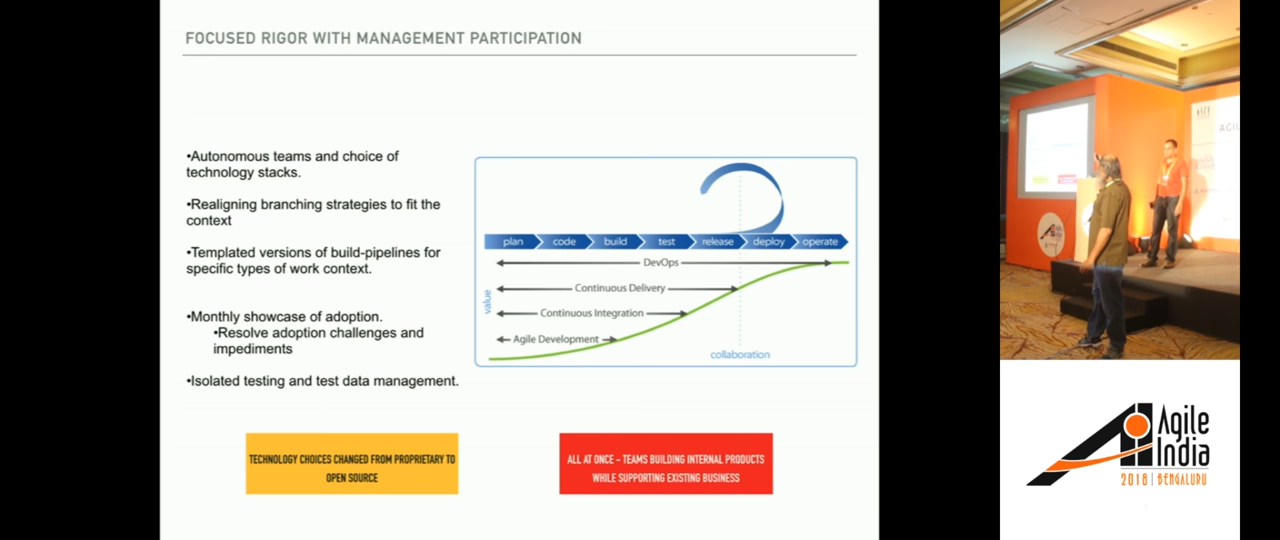 FOCUSED RIGOR WITH MANAGEMENT PARTICIPATION
•Autonomous teams and choice of
technology stacks.
•Realigning branching strategies to fit the
context
•Templated versions of build-pipelines for
specific types of work context.
•Monthly showcase of adoption.
•Resolve adoption challenges and
impediments
•Isolated testing and test data management.
plan code build test release deploy operate
DevOps
Continuous Delivery
Continuous Integration
Agile Development
value
collaboration
TECHNOLOGY CHOICES CHANGED FROM PROPRIETARY TO
OPEN SOURCE
ALL AT ONCE – TEAMS BUILDING INTERNAL PRODUCTS
WHILE SUPPORTING EXISTING BUSINESS
Agile
India
2018 | BENGALURU